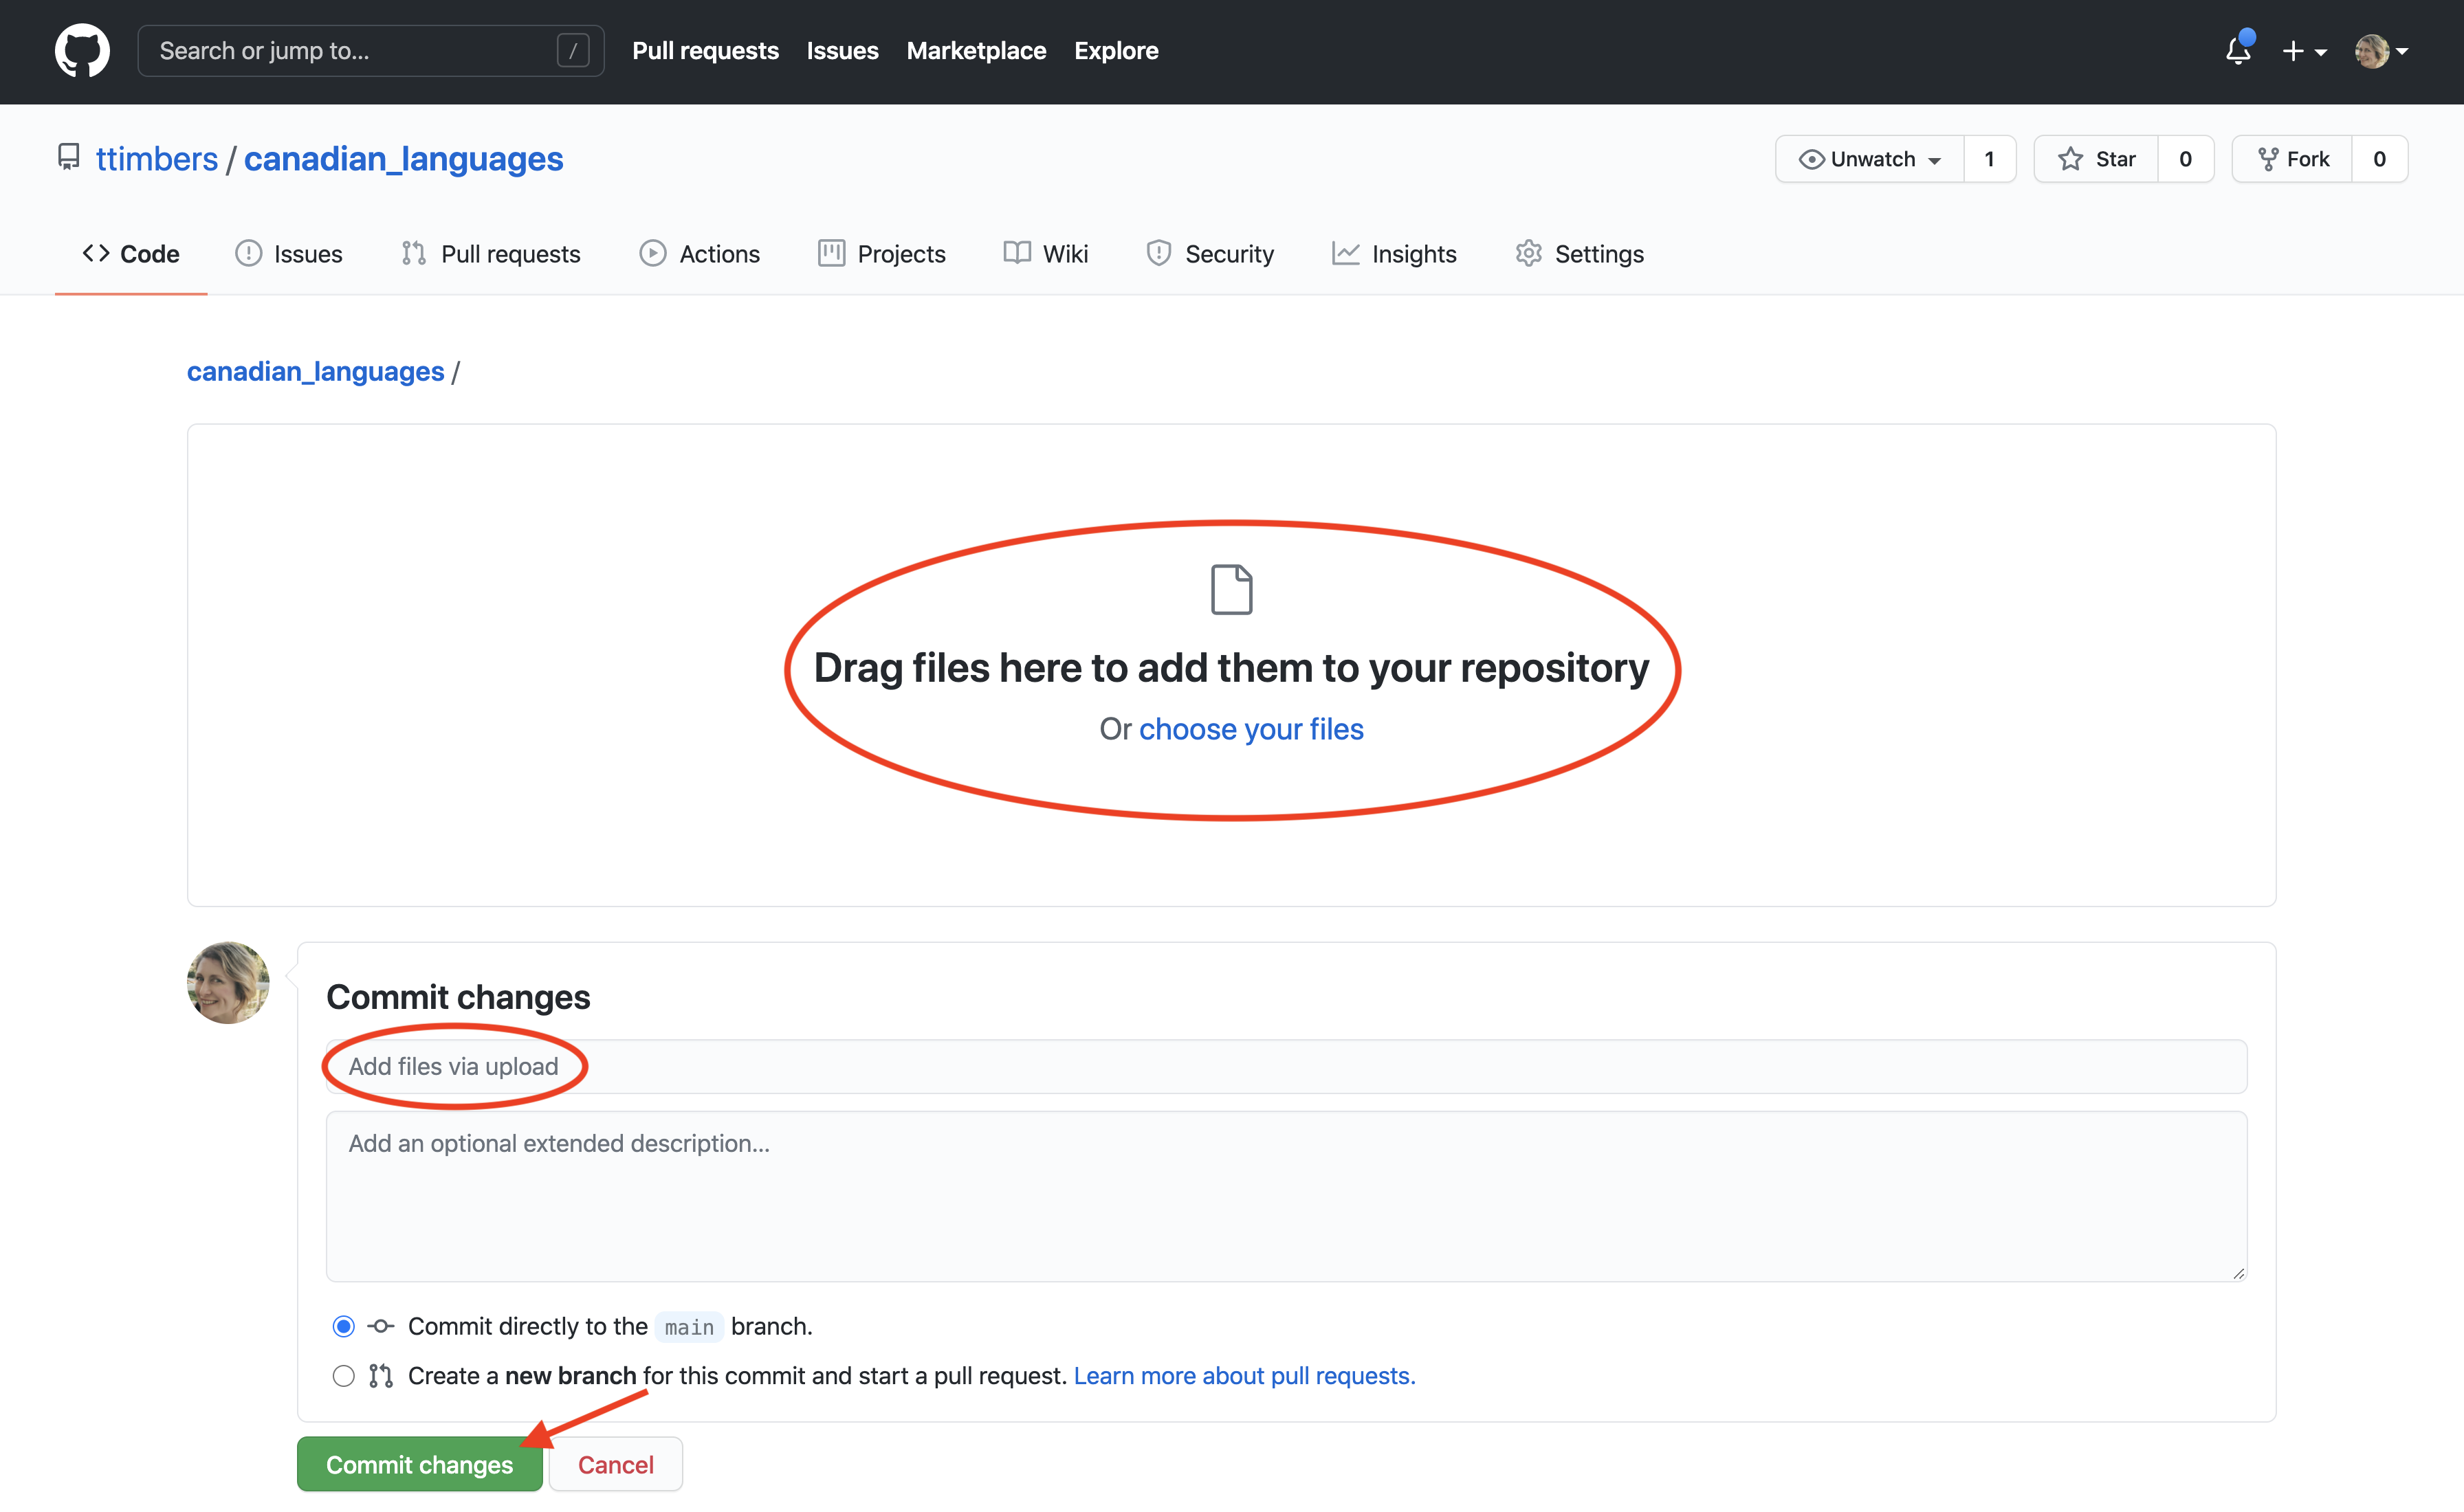 Search or jump to... / Pull requests Issues Marketplace Explore
ttimbers / canadian_languages Unwatch 1 Star 0 Fork 0
Code Issues Pull requests Actions Projects Wiki Security Insights Settings
canadian_languages /
Drag files here to add them to your repository
Or choose your files
Commit changes
Add files via upload
Add an optional extended description...
Commit directly to the main branch.
Create a new branch for this commit and start a pull request. Learn more about pull requests.
Commit changes Cancel